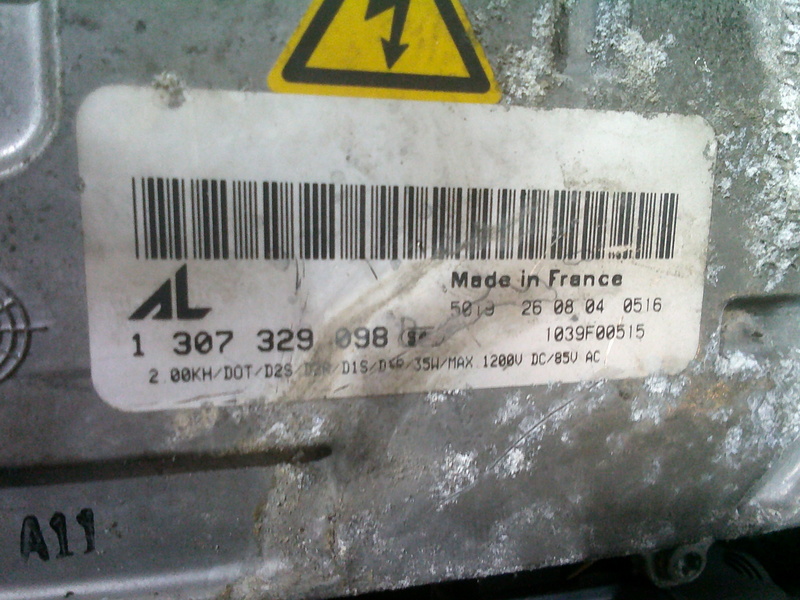 AL
Made in France
5019 26 08 04 0516
1 307 329 098
1039F00515
2.00KH/DOT/D2S/D2R/D1S/D1R/35W/MAX.1200V DC/85V AC
A11